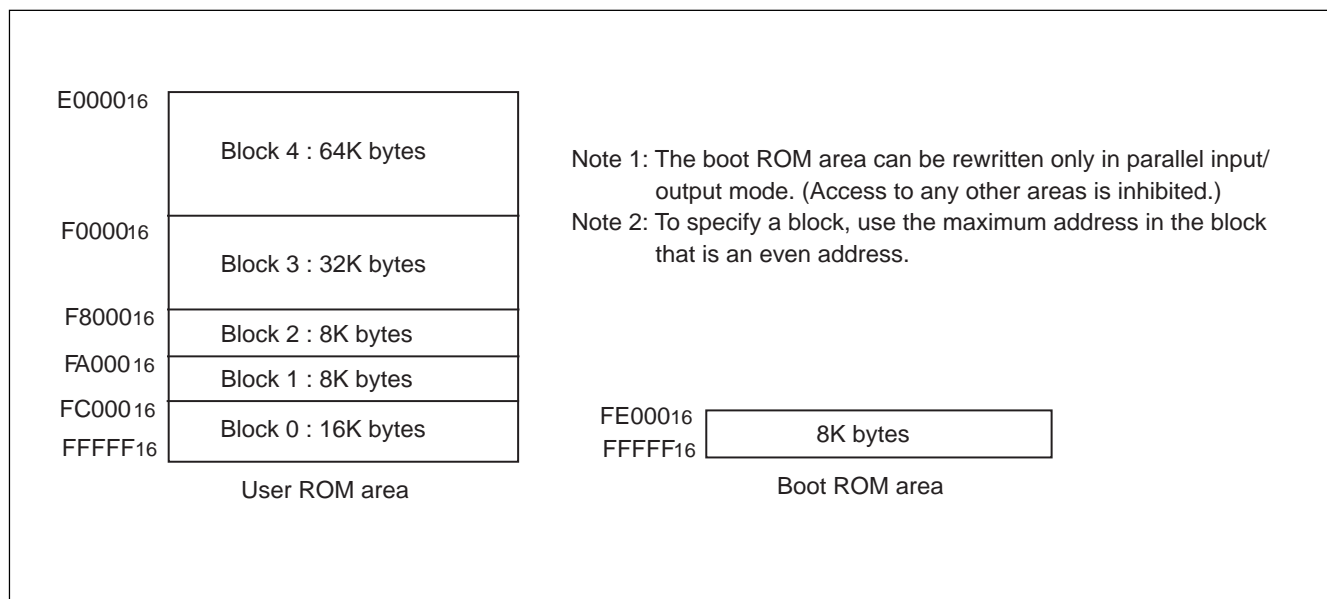 E000016
Block 4 : 64K bytes
F000016
Block 3 : 32K bytes
F800016
Block 2 : 8K bytes
FA00016
Block 1 : 8K bytes
FC00016
Block 0 : 16K bytes
FFFFF16
User ROM area
Note 1: The boot ROM area can be rewritten only in parallel input/
output mode. (Access to any other areas is inhibited.)
Note 2: To specify a block, use the maximum address in the block
that is an even address.
FE00016
8K bytes
FFFFF16
Boot ROM area